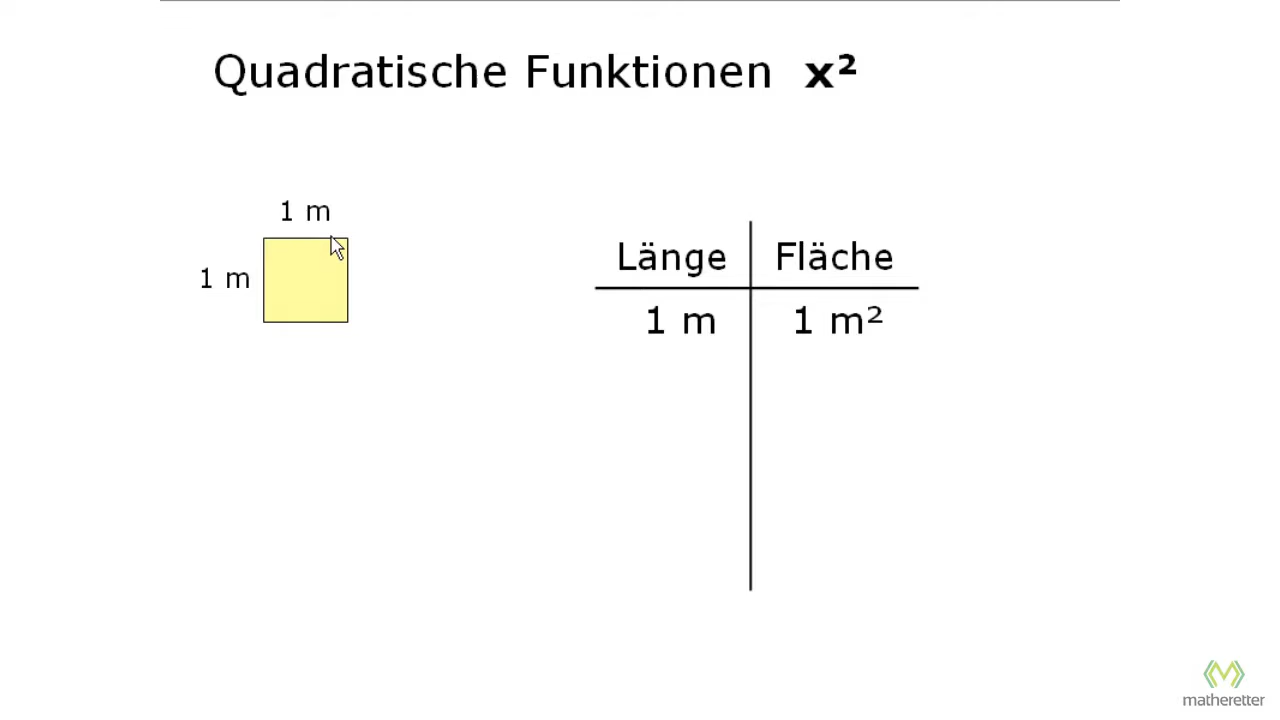 Quadratische Funktionen x²
1 m
1 m
Länge Fläche
1 m 1 m²
matheretter